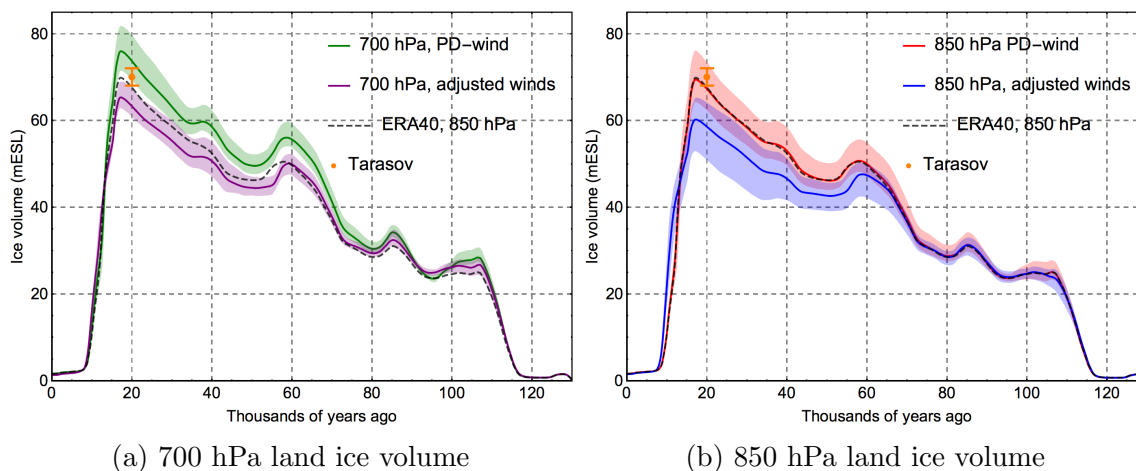 80
60
40
20
0
Ice volume (mESL)
700 hPa, PD-wind
700 hPa, adjusted winds
ERA40, 850 hPa
Tarasov
0 20 40 60 80 100 120
Thousands of years ago
(a) 700 hPa land ice volume
80
60
40
20
0
Ice volume (mESL)
850 hPa PD-wind
850 hPa, adjusted winds
ERA40, 850 hPa
Tarasov
0 20 40 60 80 100 120
Thousands of years ago
(b) 850 hPa land ice volume